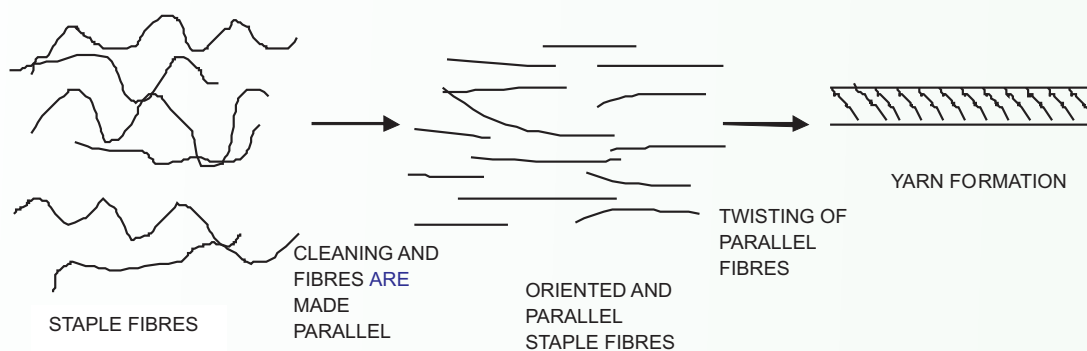 STAPLE FIBRES
CLEANING AND
FIBRES ARE
MADE
PARALLEL
ORIENTED AND
PARALLEL
STAPLE FIBRES
TWISTING OF
PARALLEL
FIBRES
YARN FORMATION